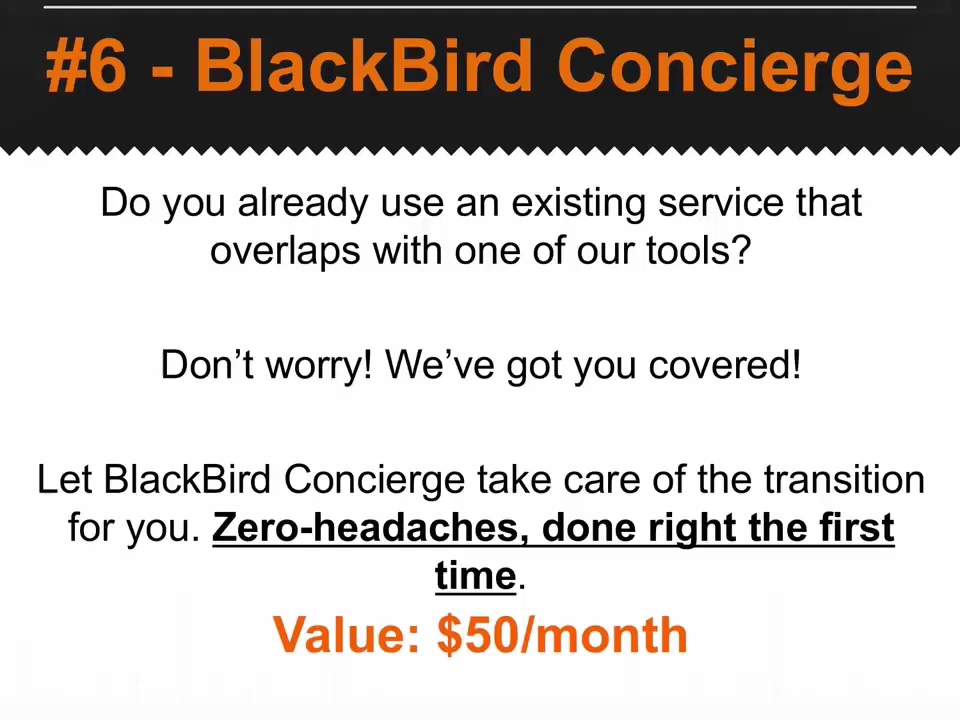 #6 - BlackBird Concierge
Do you already use an existing service that
overlaps with one of our tools?
Don’t worry! We’ve got you covered!
Let BlackBird Concierge take care of the transition
for you. Zero-headaches, done right the first
time.
Value: $50/month